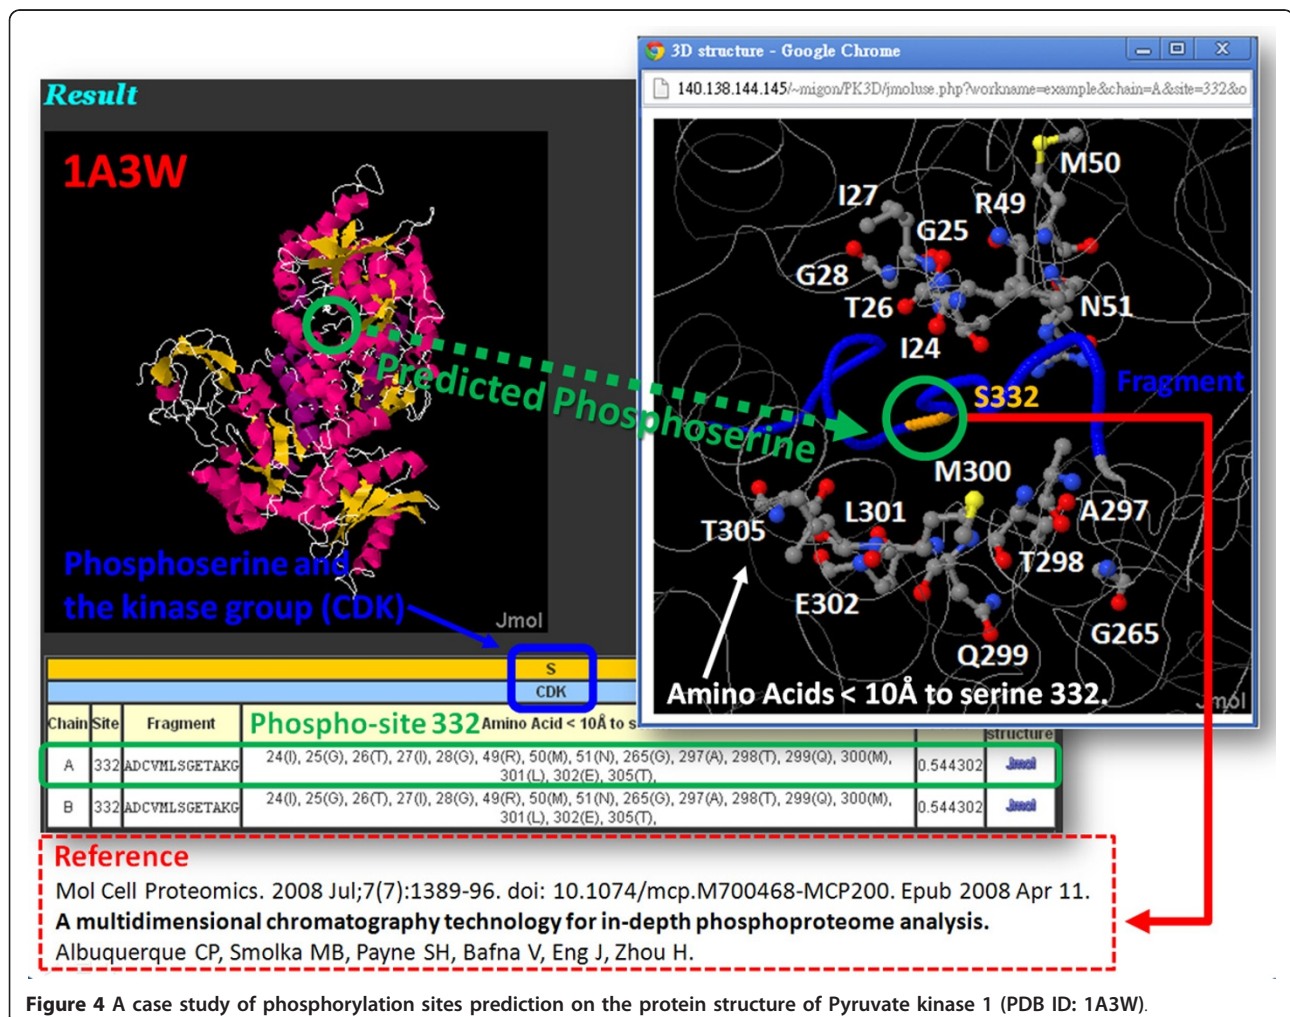 Result
1A3W
Predicted Phosphoserine
Phosphoserine and
the kinase group (CDK)
Jmol
3D structure - Google Chrome
140.138.144.145/~migon/PK3D/jmoluse.php?workname=example&chain=A&site=332&o
M50
I27
R49
G25
G28
T26
N51
I24
Fragment
S332
M300
L301
A297
T305
T298
E302
G265
Q299
Amino Acids < 10Å to serine 332.
Jmol
S
CDK
Chain Site Fragment Phospho-site 332 Amino Acid < 10Å to s structure
A 332 ADCVMLSGETAKG 24(I), 25(G), 26(T), 27(I), 28(G), 49(R), 50(M), 51(N), 265(G), 297(A), 298(T), 299(Q), 300(M), 0.544302 Jmol
301(L), 302(E), 305(T),
B 332 ADCVMLSGETAKG 24(I), 25(G), 26(T), 27(I), 28(G), 49(R), 50(M), 51(N), 265(G), 297(A), 298(T), 299(Q), 300(M), 0.544302 Jmol
301(L), 302(E), 305(T),
Reference
Mol Cell Proteomics. 2008 Jul;7(7):1389-96. doi: 10.1074/mcp.M700468-MCP200. Epub 2008 Apr 11.
A multidimensional chromatography technology for in-depth phosphoproteome analysis.
Albuquerque CP, Smolka MB, Payne SH, Bafna V, Eng J, Zhou H.
Figure 4 A case study of phosphorylation sites prediction on the protein structure of Pyruvate kinase 1 (PDB ID: 1A3W).